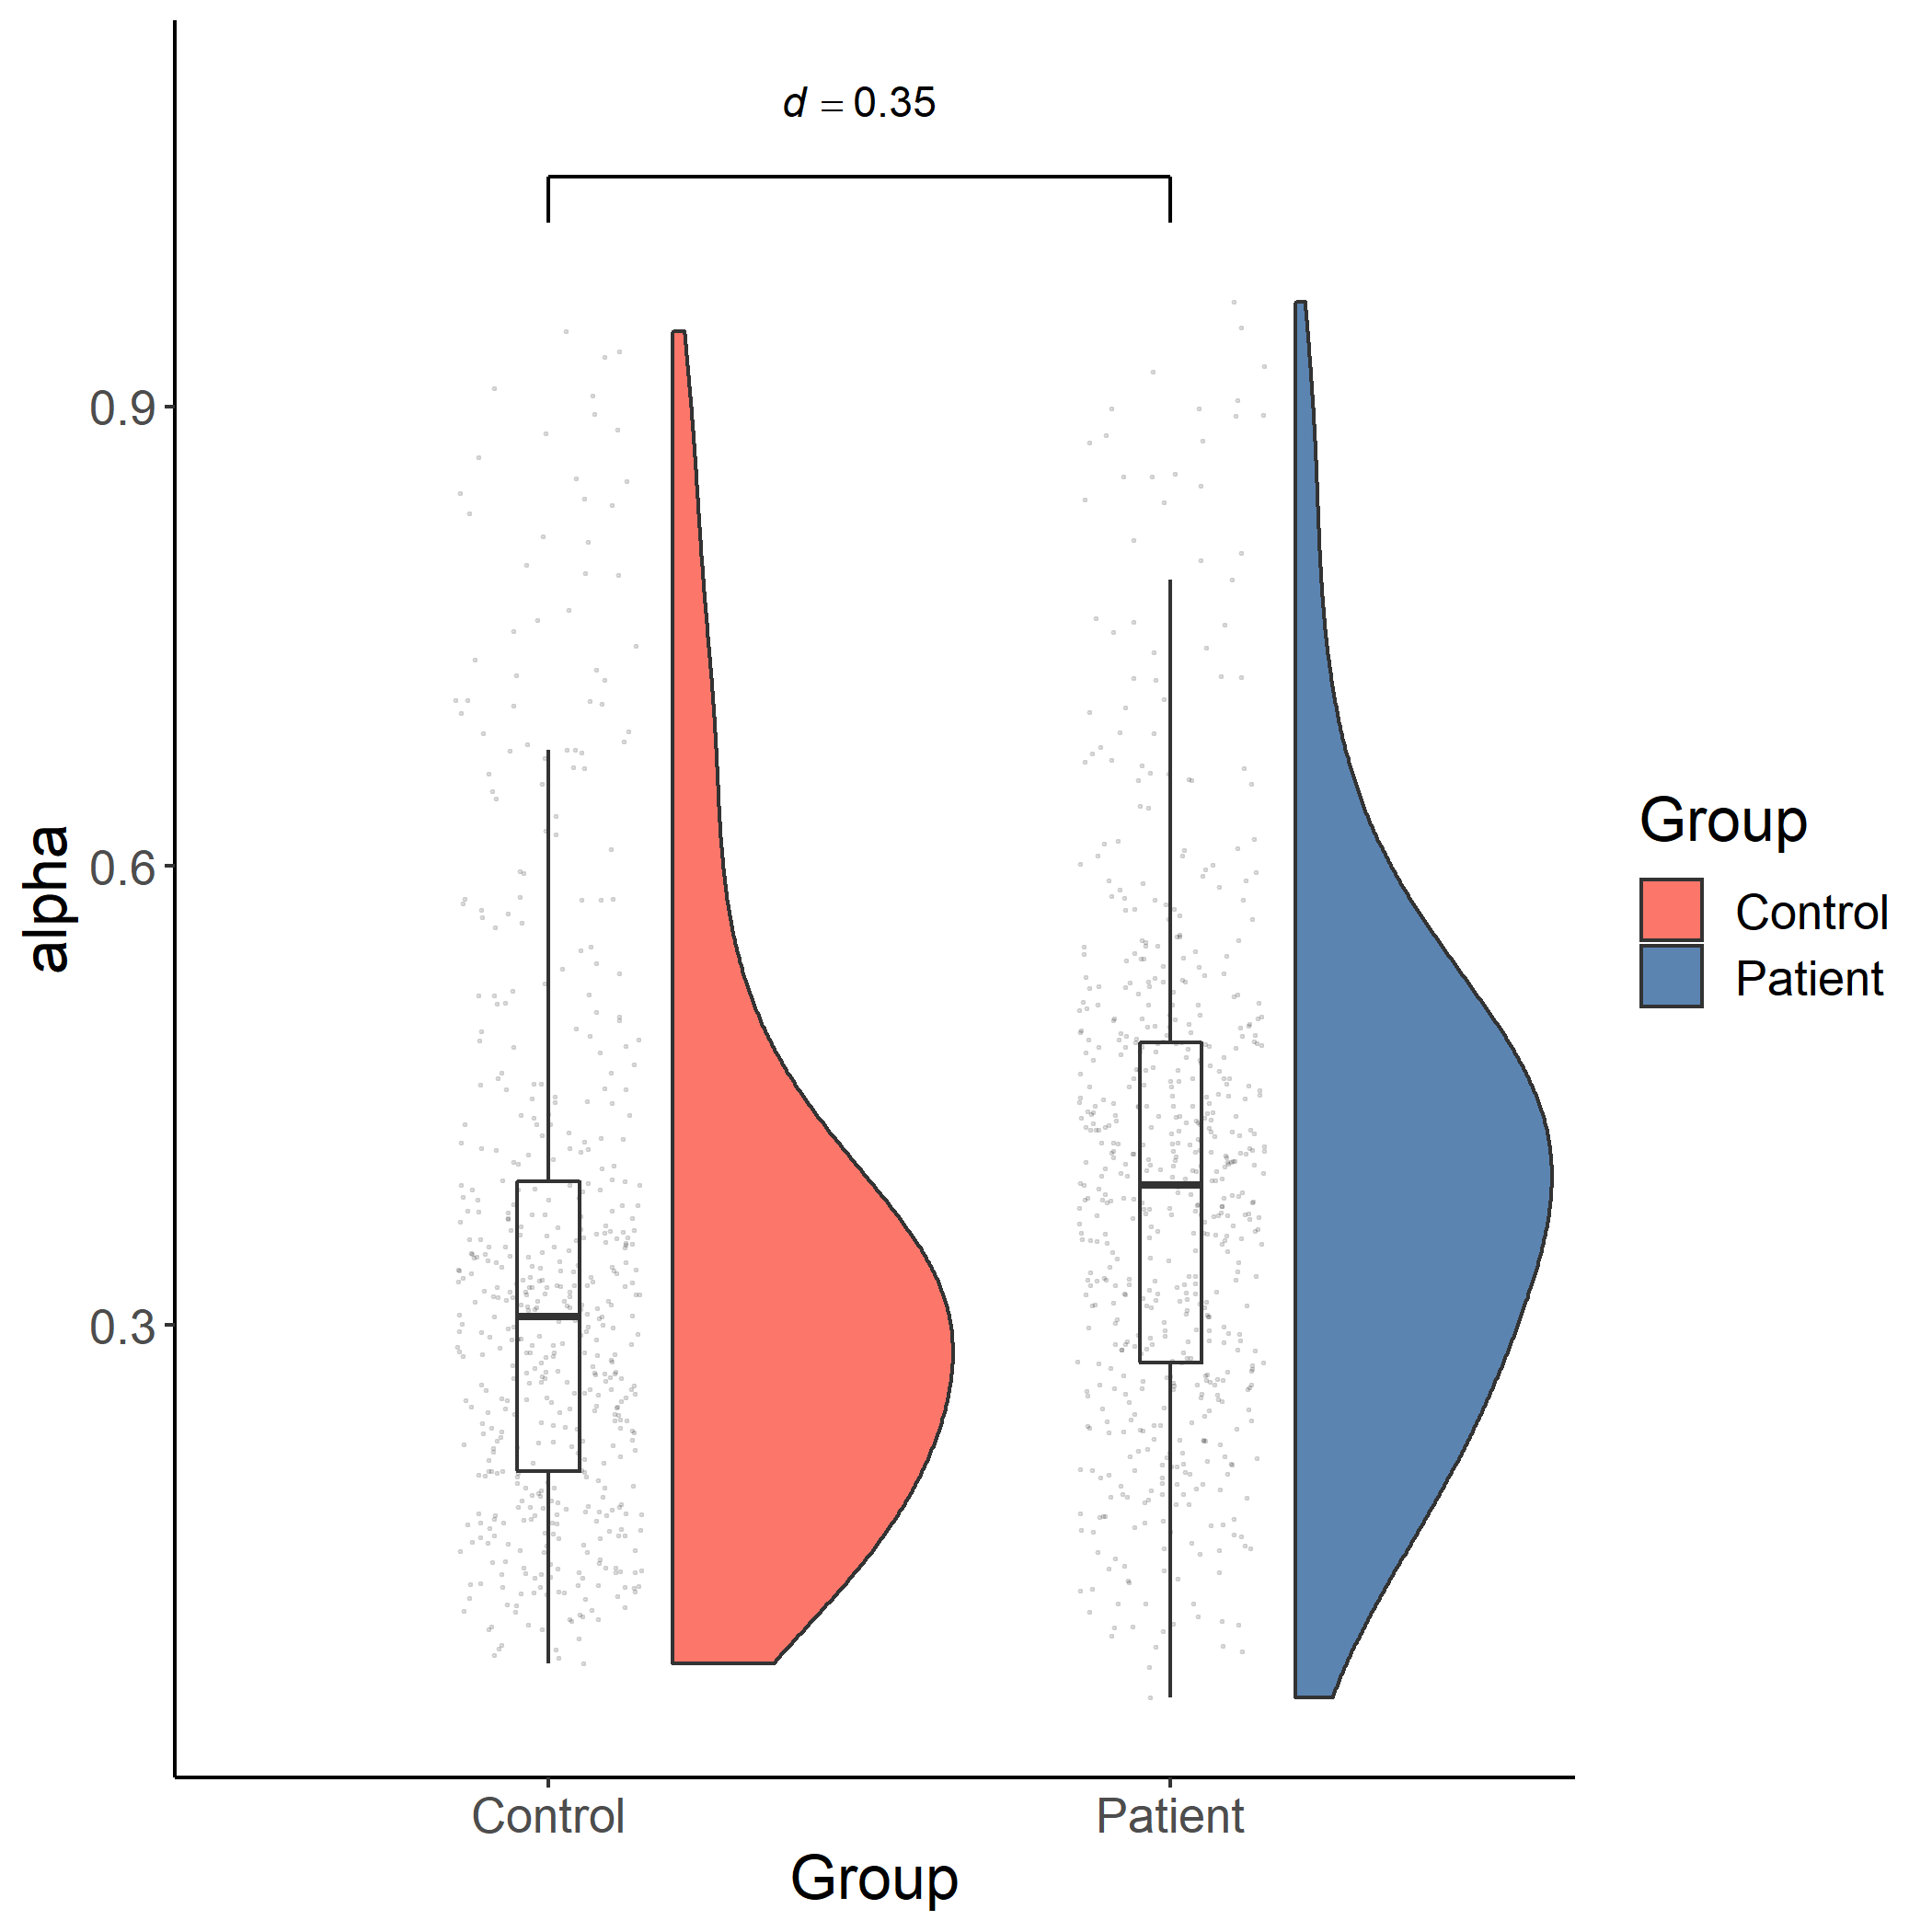 d = 0.35
0.9
0.6
0.3
alpha
Control
Patient
Group
Group
Control
Patient